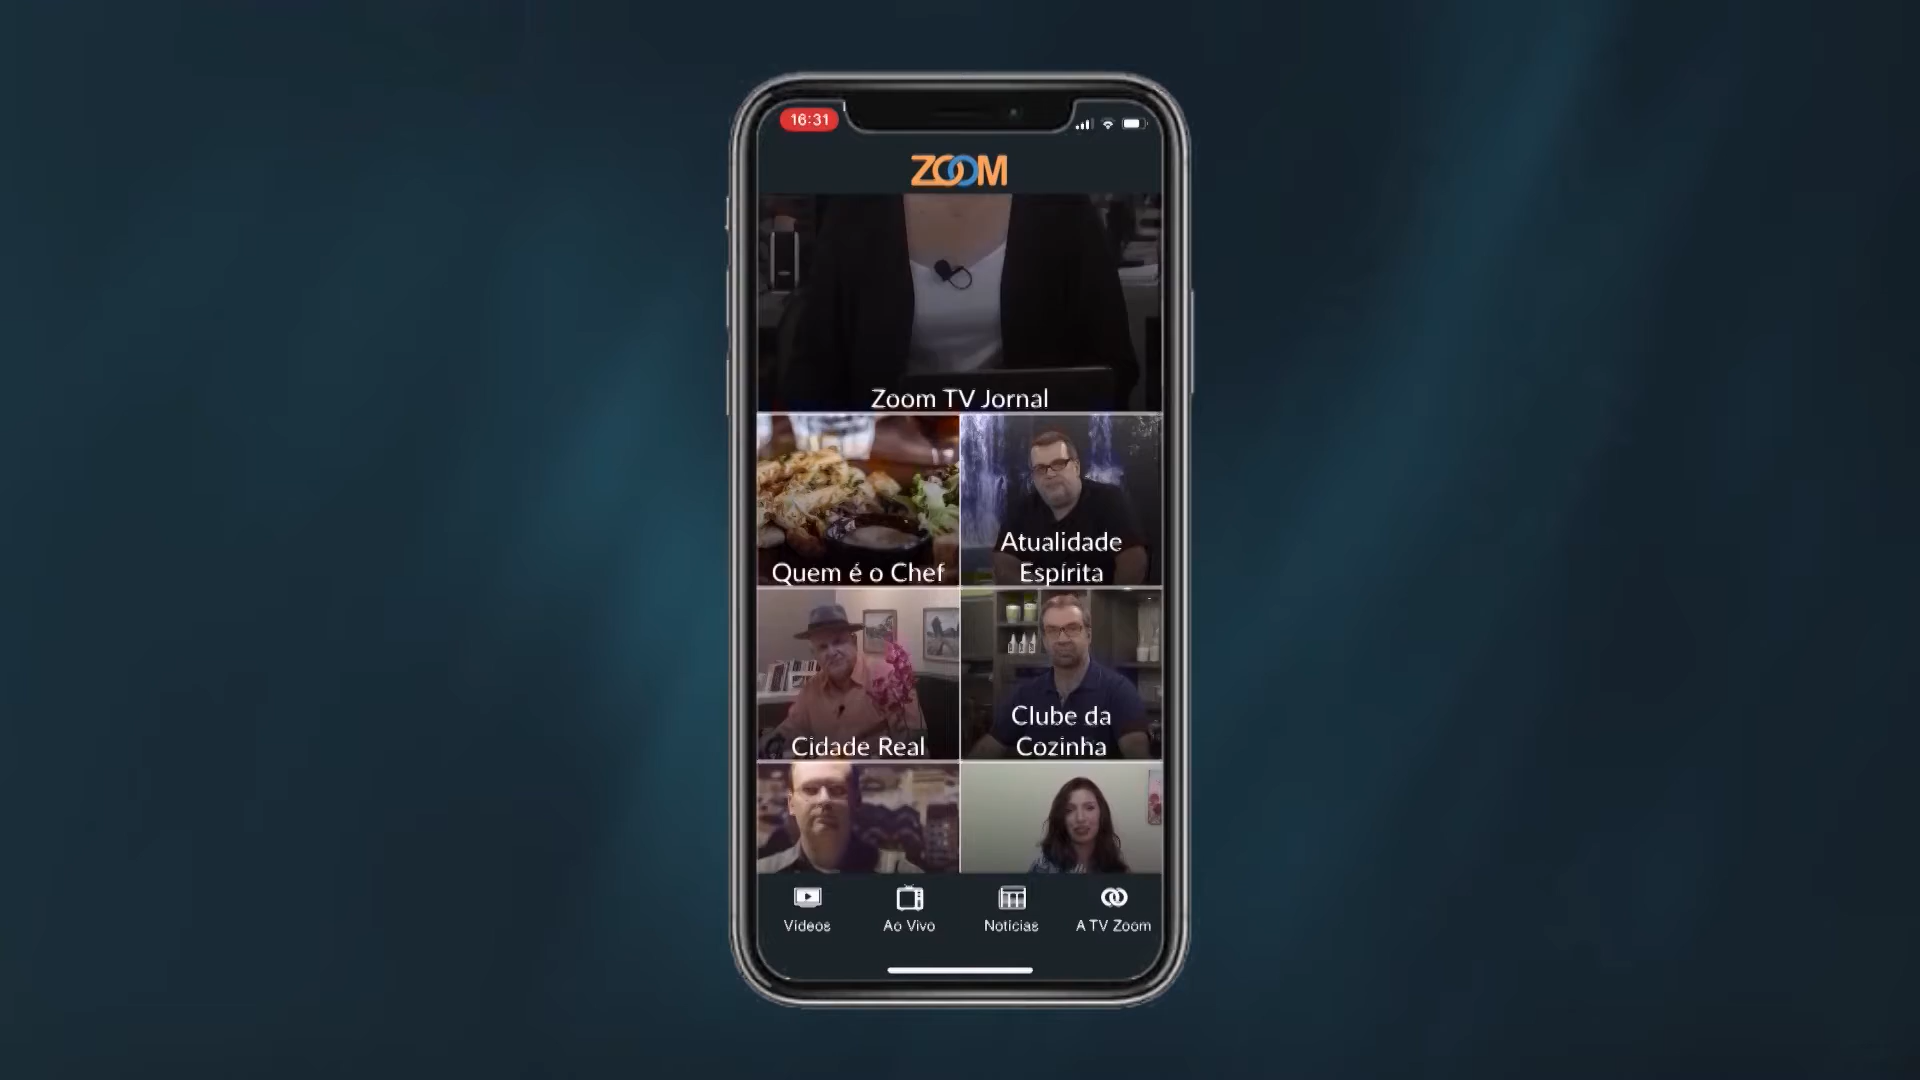 16:31
ZOOM
Zoom TV Jornal
Quem é o Chef
Atualidade
Espírita
Cidade Real
Clube da
Cozinha
Vídeos
Ao Vivo
Notícias
A TV Zoom